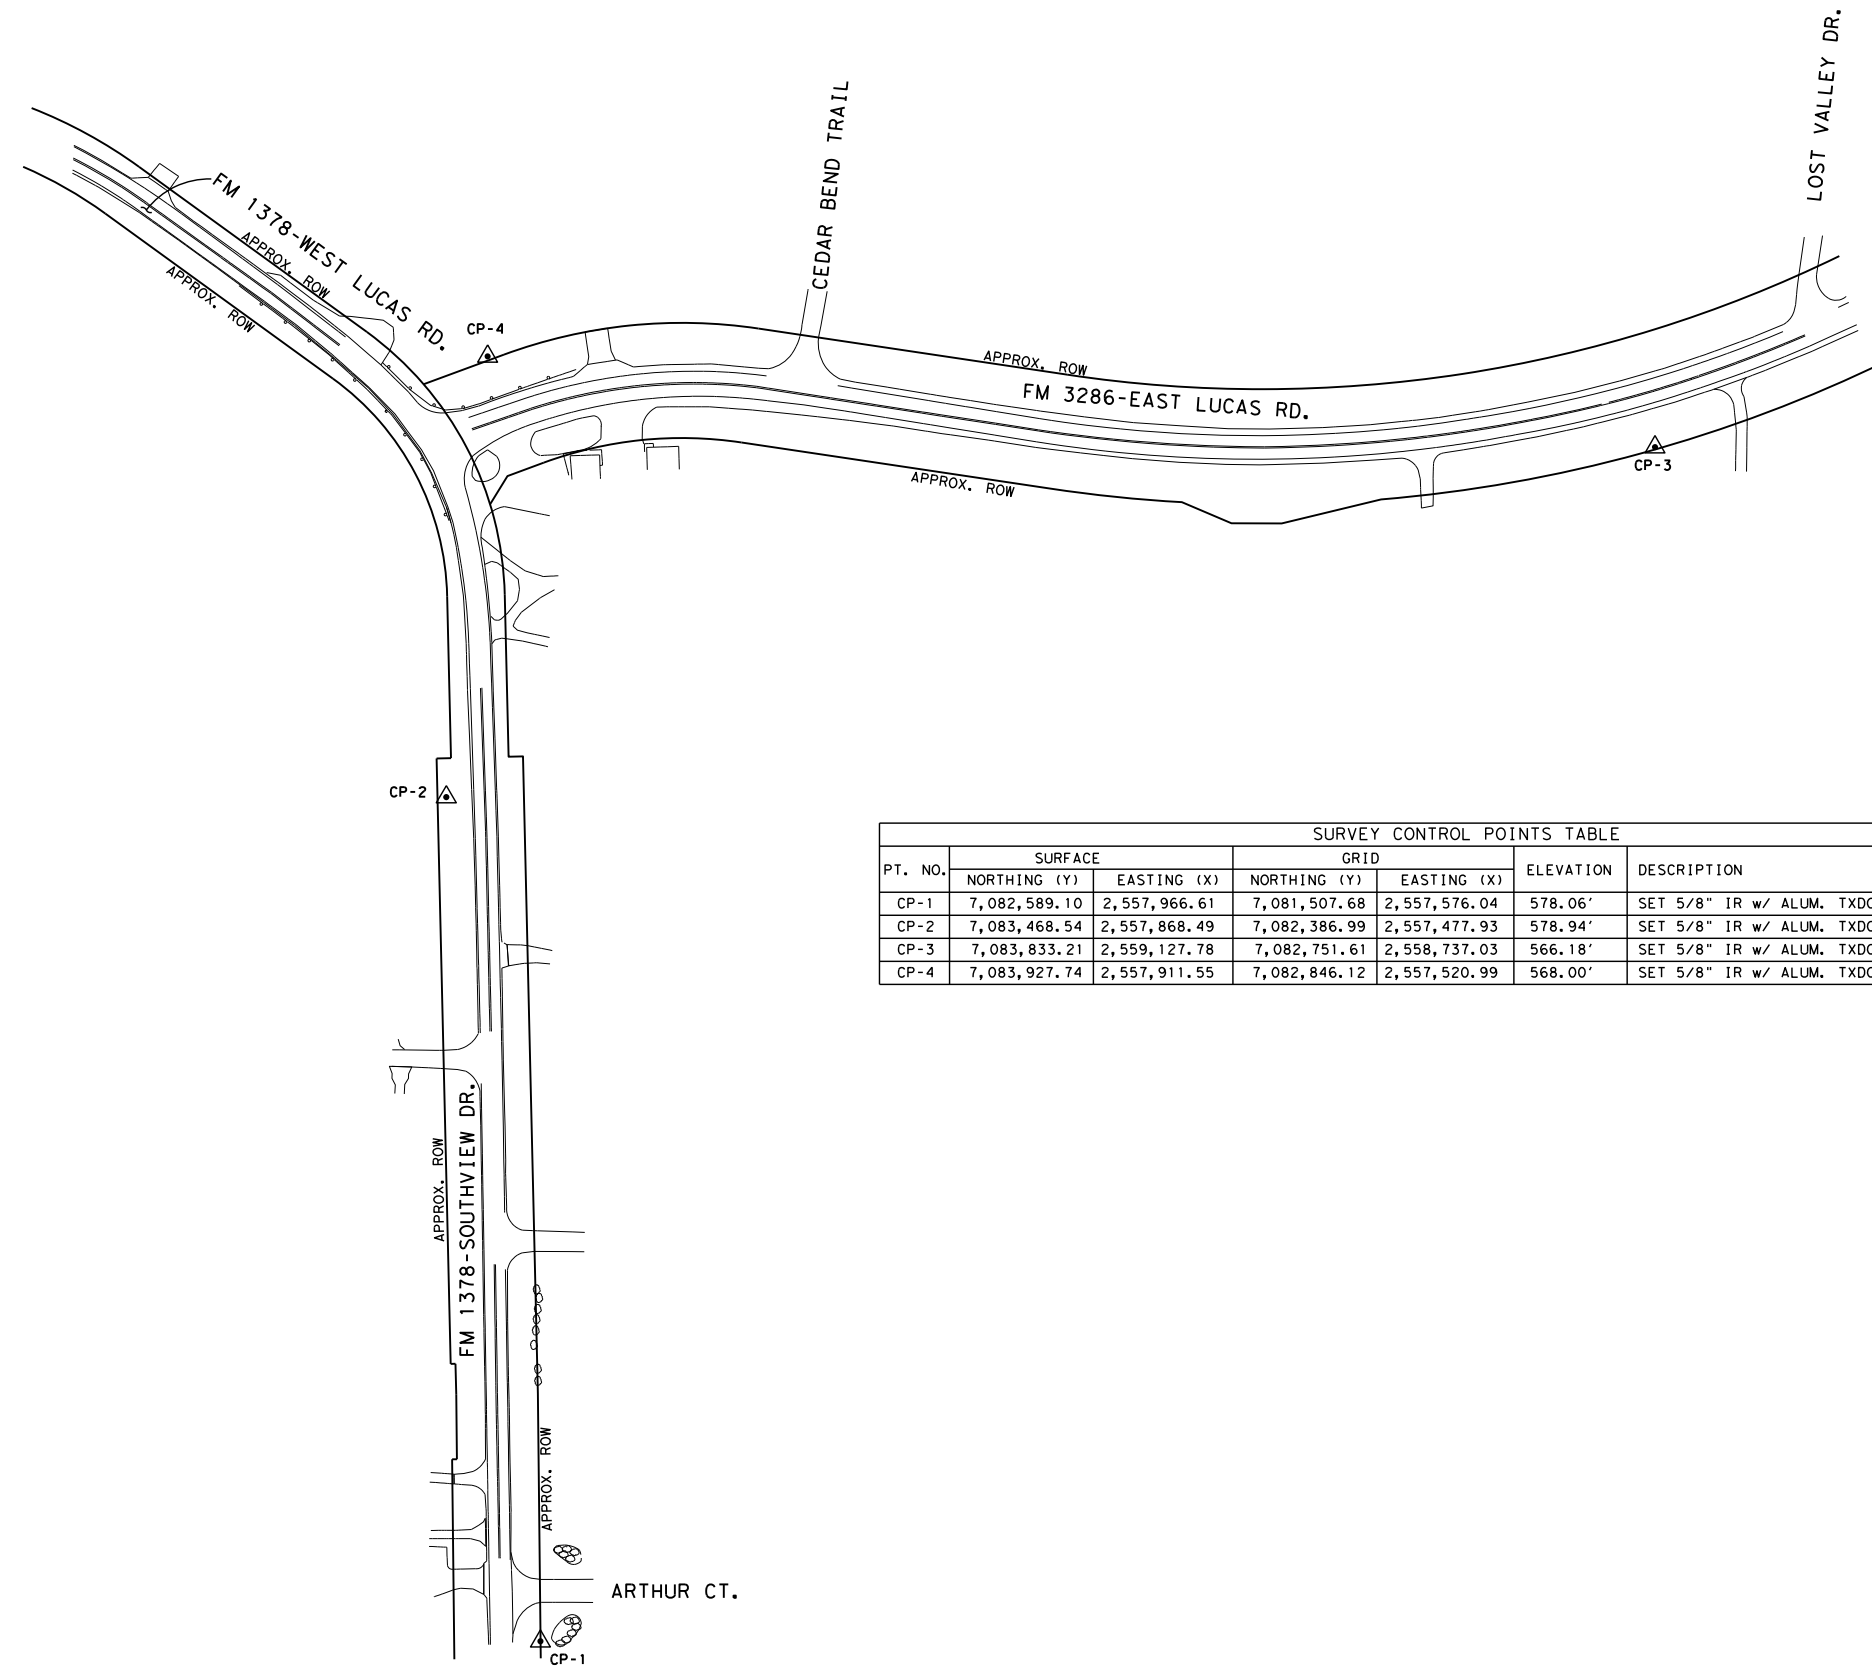 LOST VALLEY DR.
CEDAR BEND TRAIL
FM 1378-WEST LUCAS RD.
APPROX. ROW
APPROX. ROW
CP-4
APPROX. ROW
FM 3286-EAST LUCAS RD.
CP-3
APPROX. ROW
CP-2
SURVEY CONTROL POINTS TABLE
PT. NO. SURFACE GRID ELEVATION DESCRIPTION
NORTHING (Y) EASTING (X) NORTHING (Y) EASTING (X)
CP-1 7,082,589.10 2,557,966.61 7,081,507.68 2,557,576.04 578.06' SET 5/8" IR w/ ALUM. TXDO
CP-2 7,083,468.54 2,557,868.49 7,082,386.99 2,557,477.93 578.94' SET 5/8" IR w/ ALUM. TXDO
CP-3 7,083,833.21 2,559,127.78 7,082,751.61 2,558,737.03 566.18' SET 5/8" IR w/ ALUM. TXDO
CP-4 7,083,927.74 2,557,911.55 7,082,846.12 2,557,520.99 568.00' SET 5/8" IR w/ ALUM. TXDO
APPROX. ROW
FM 1378-SOUTHVIEW DR.
APPROX. ROW
ARTHUR CT.
CP-1